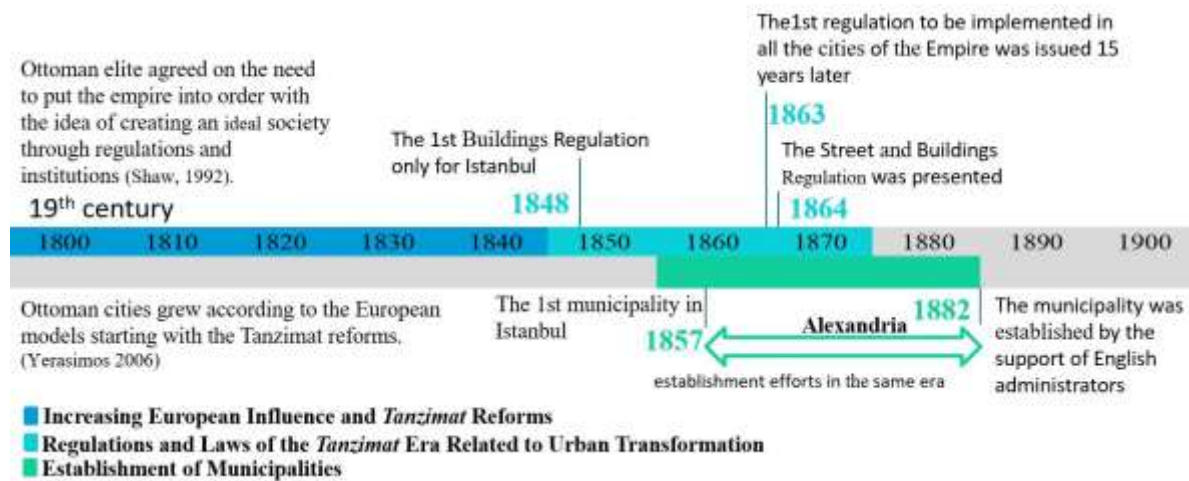 The1st regulation to be implemented in
all the cities of the Empire was issued 15
years later
1863
Ottoman elite agreed on the need
to put the empire into order with
the idea of creating an ideal society
through regulations and
institutions (Shaw, 1992).
19th century
The 1st Buildings Regulation
only for Istanbul
1848
The Street and Buildings
Regulation was presented
1864
1800 1810 1820 1830 1840 1850 1860 1870 1880 1890 1900
Ottoman cities grew according to the European
models starting with the Tanzimat reforms.
(Yerasimos 2006)
The 1st municipality in
Istanbul
1857
Alexandria
1882
establishment efforts in the same era
The municipality was
established by the
support of English
administrators
Increasing European Influence and Tanzimat Reforms
Regulations and Laws of the Tanzimat Era Related to Urban Transformation
Establishment of Municipalities